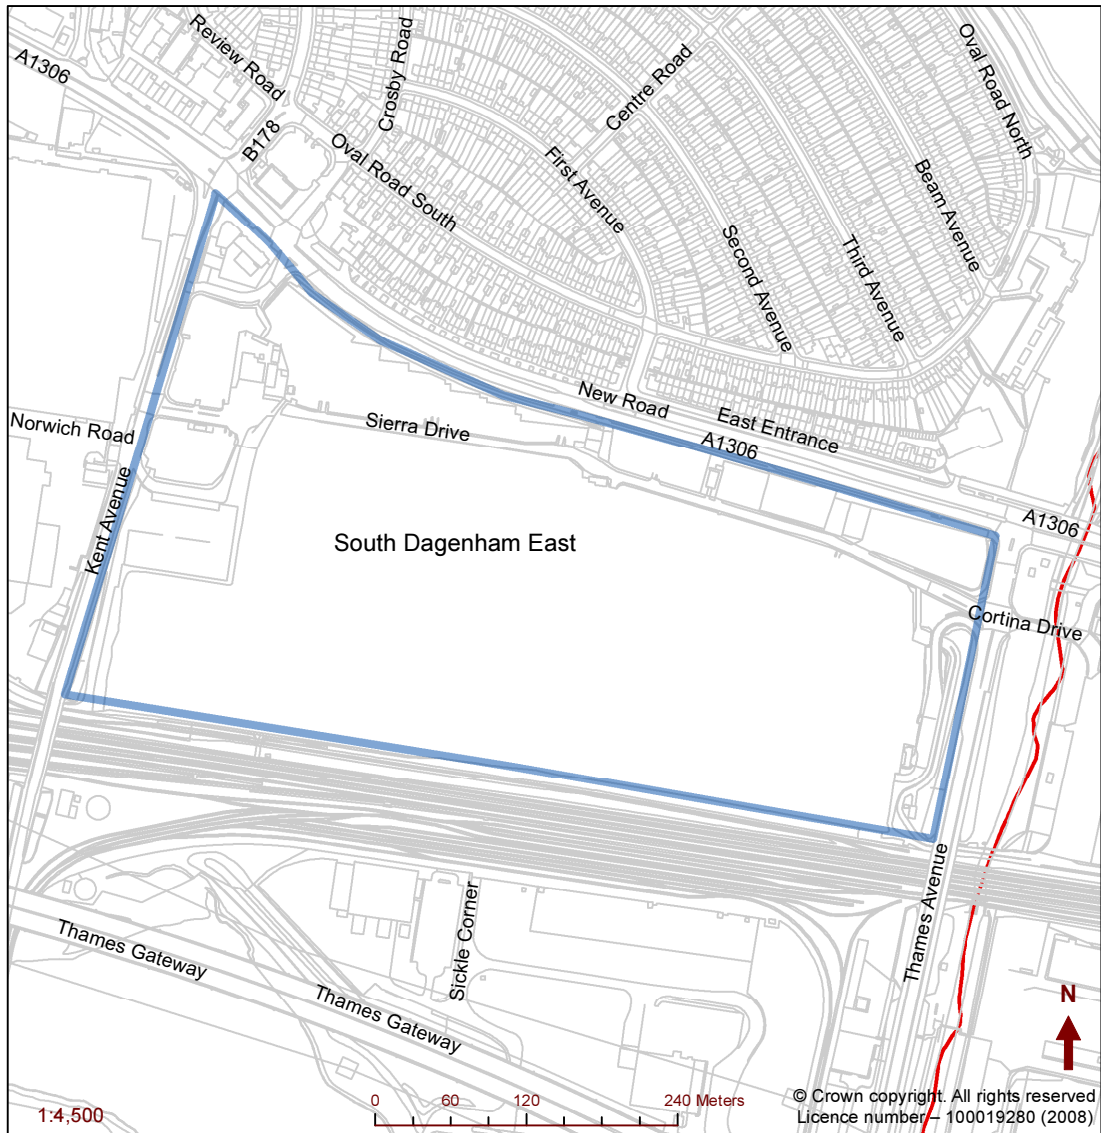 A1306
Review Road
Crosby Road
Centre Road
Oval Road North
B178
Oval Road South
First Avenue
Beam Avenue
Second Avenue
Third Avenue
New Road
East Entrance
A1306
Sierra Drive
Norwich Road
Kent Avenue
A1306
South Dagenham East
Cortina Drive
Thames Avenue
Sickle Corner
Thames Gateway
Thames Gateway
N
1:4,500
0 60 120 240 Meters
© Crown copyright. All rights reserved
Licence number – 100019280 (2008)